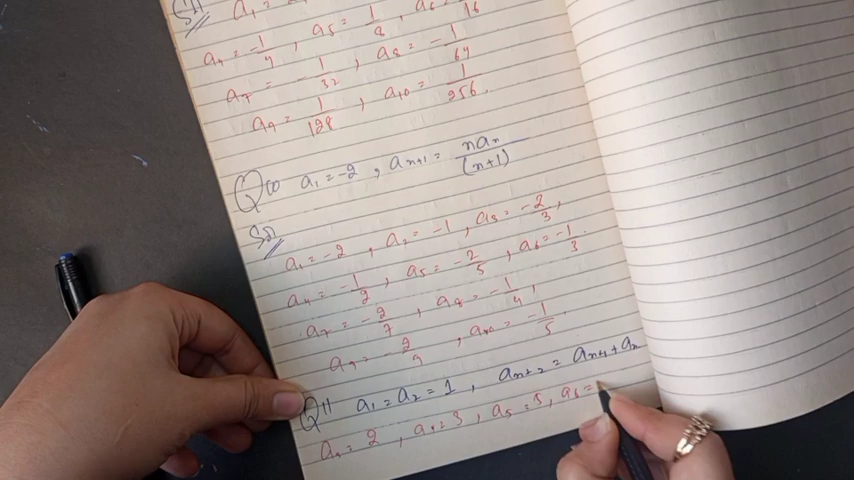 Sol a₁ =
a₄ = -1/4, a₅ = 1/8, a₆ = 1/16
a₇ = -1/32, a₈ = -1/64
a₉ = 1/128, a₁₀ = 1/256.
Q10 a₁ = -2, aₙ₊₁ = naₙ/(n+1)
Sol
a₁ = -2, a₂ = -1, a₃ = -2/3,
a₄ = -1/2, a₅ = -2/5, a₆ = -1/3.
a₇ = -2/7, a₈ = -1/4,
a₉ = -2/9, a₁₀ = -1/5.
Q11 a₁ = a₂ = 1, aₙ₊₂ = aₙ₊₁ + aₙ
a₃ = 2, a₄ = 3, a₅ = 5, a₆ =